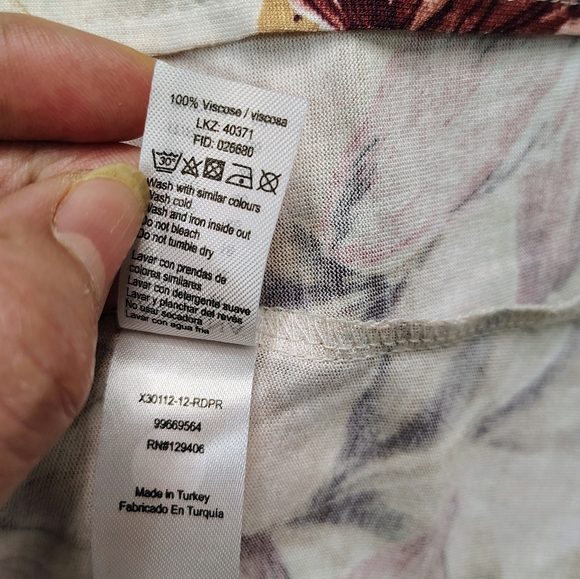 100% Viscose / viscosa
LKZ: 40371
FID: 026680
30°
Wash with similar colours
Wash cold
Wash and iron inside out
Do not bleach
Do not tumble dry
Lavar con prendas de
colores similares
Lavar con detergente suave
Lavar y planchar del revés
No usar secadora
Lavar con agua fria
X30112-12-RDPR
99669564
RN#129406
Made in Turkey
Fabricado En Turquia